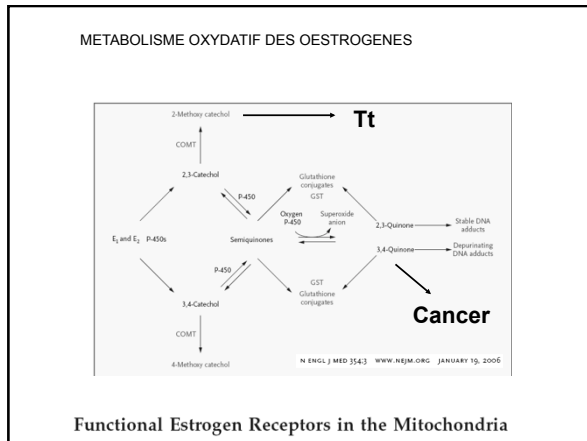 METABOLISME OXYDATIF DES OESTROGENES
2-Methoxy catechol
Tt
COMT
2,3-Catechol
Glutathione
conjugates
GST
P-450
Oxygen
P-450
Superoxide
anion
2,3-Quinone
Stable DNA
adducts
E1 and E2 P-450s
Semiquinones
3,4-Quinone
Depurinating
DNA adducts
P-450
GST
Glutathione
conjugates
3,4-Catechol
Cancer
COMT
4-Methoxy catechol
N ENGL J MED 354;3 WWW.NEJM.ORG JANUARY 19, 2006
Functional Estrogen Receptors in the Mitochondria